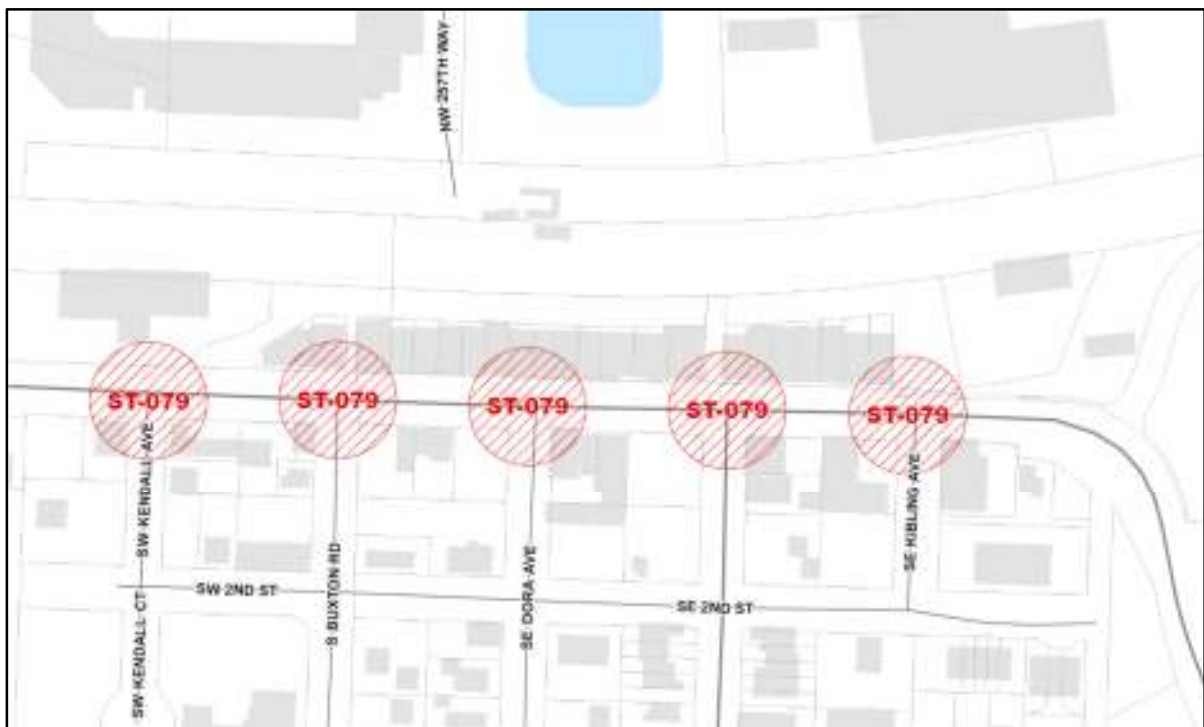 NW 257TH WAY
ST-079
ST-079
ST-079
ST-079
ST-079
SW KENDALL AVE
SE KIBLING AVE
S BUXTON RD
SE DORA AVE
SW 2ND ST
SE 2ND ST
SW KENDALL CT